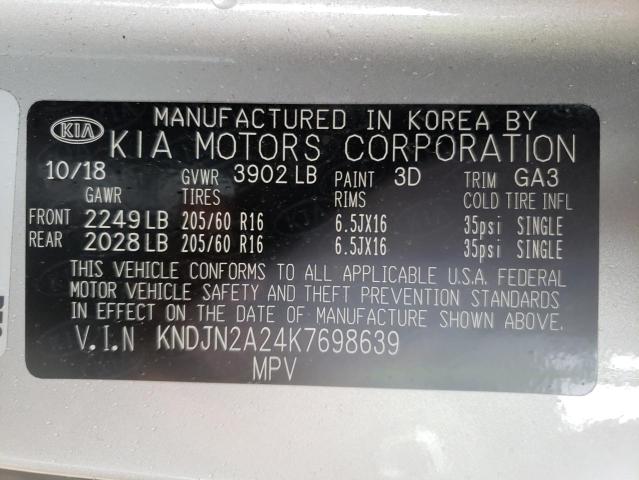 MANUFACTURED IN KOREA BY
KIA KIA MOTORS CORPORATION
10/18 GVWR 3902 LB PAINT 3D TRIM GA3
GAWR TIRES RIMS COLD TIRE INFL
FRONT 2249 LB 205/60 R16 6.5JX16 35psi SINGLE
REAR 2028 LB 205/60 R16 6.5JX16 35psi SINGLE
THIS VEHICLE CONFORMS TO ALL APPLICABLE U.S.A. FEDERAL
MOTOR VEHICLE SAFETY AND THEFT PREVENTION STANDARDS
IN EFFECT ON THE DATE OF MANUFACTURE SHOWN ABOVE.
V.I.N KNDJN2A24K7698639
MPV